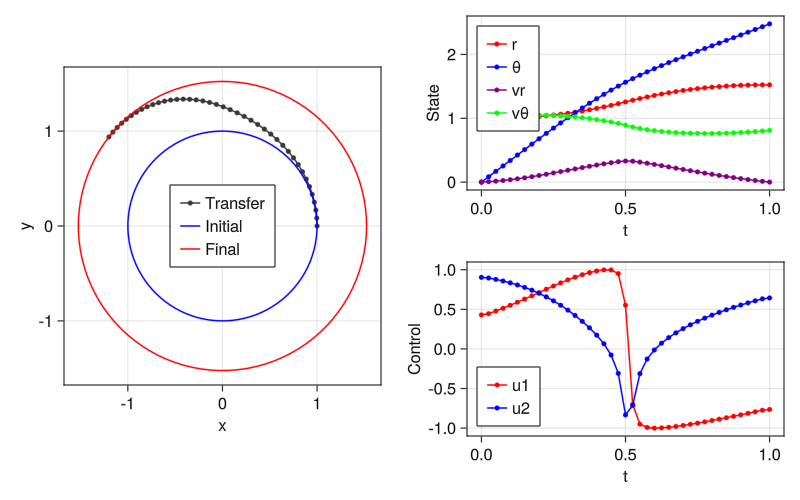 1
0
-1
y
-1
0
1
x
Transfer
Initial
Final
2
1
0
State
0.0
0.5
1.0
t
r
θ
vr
vθ
1.0
0.5
0.0
-0.5
-1.0
Control
0.0
0.5
1.0
t
u1
u2